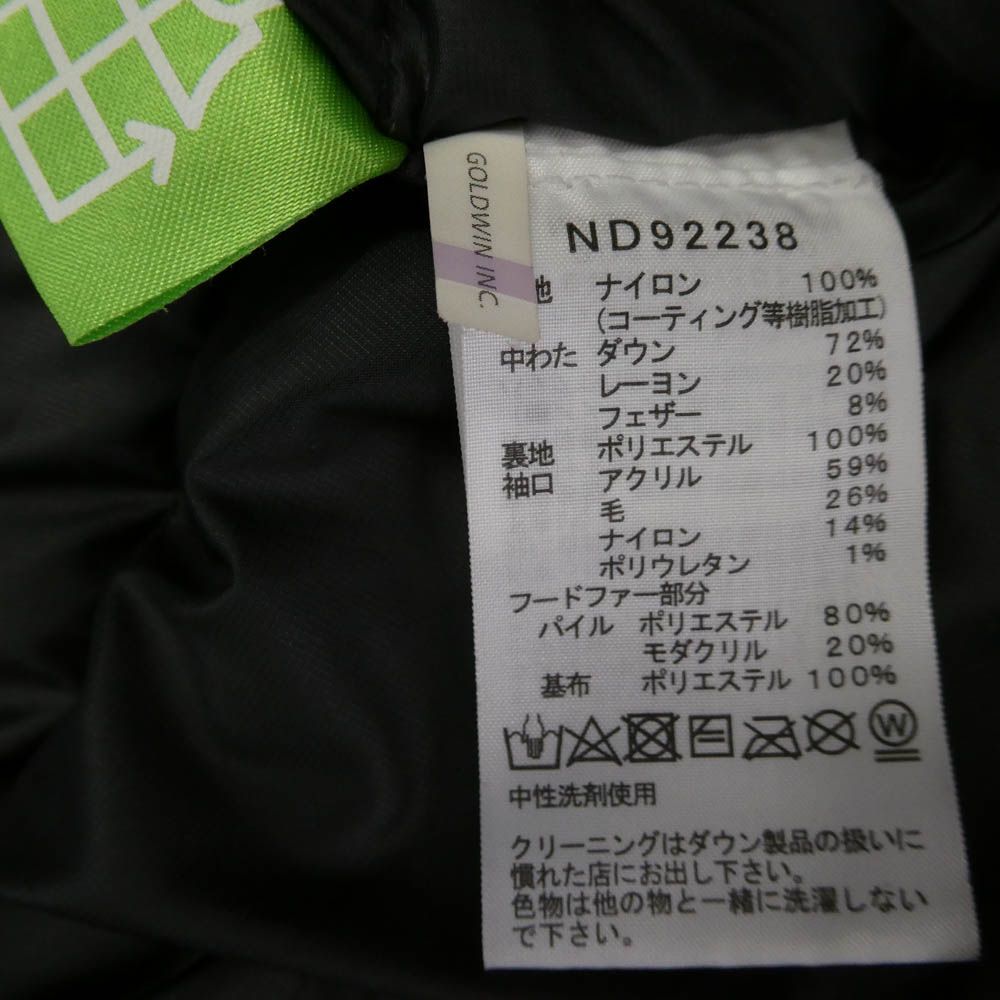 GOLDWIN INC.
ND92238
地 ナイロン 100%
(コーティング等樹脂加工)
中わた ダウン 72%
レーヨン 20%
フェザー 8%
裏地 ポリエステル 100%
袖口 アクリル 59%
毛 26%
ナイロン 14%
ポリウレタン 1%
フードファー部分
パイル ポリエステル 80%
モダクリル 20%
基布 ポリエステル 100%
W
中性洗剤使用
クリーニングはダウン製品の扱いに
慣れた店にお出し下さい。
色物は他の物と一緒に洗濯しない
で下さい。